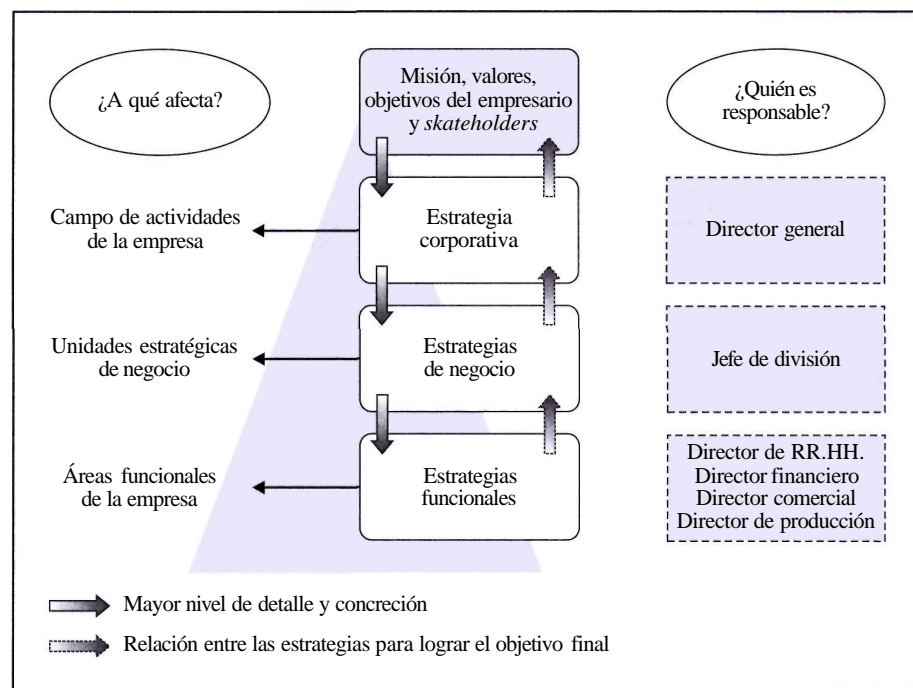 ¿A qué afecta?
Misión, valores,
objetivos del empresario
y skateholders
¿Quién es
responsable?
Campo de actividades
de la empresa
Estrategia
corporativa
Director general
Unidades estratégicas
de negocio
Estrategias
de negocio
Jefe de división
Áreas funcionales
de la empresa
Estrategias
funcionales
Director de RR.HH.
Director financiero
Director comercial
Director de producción
Mayor nivel de detalle y concreción
Relación entre las estrategias para lograr el objetivo final